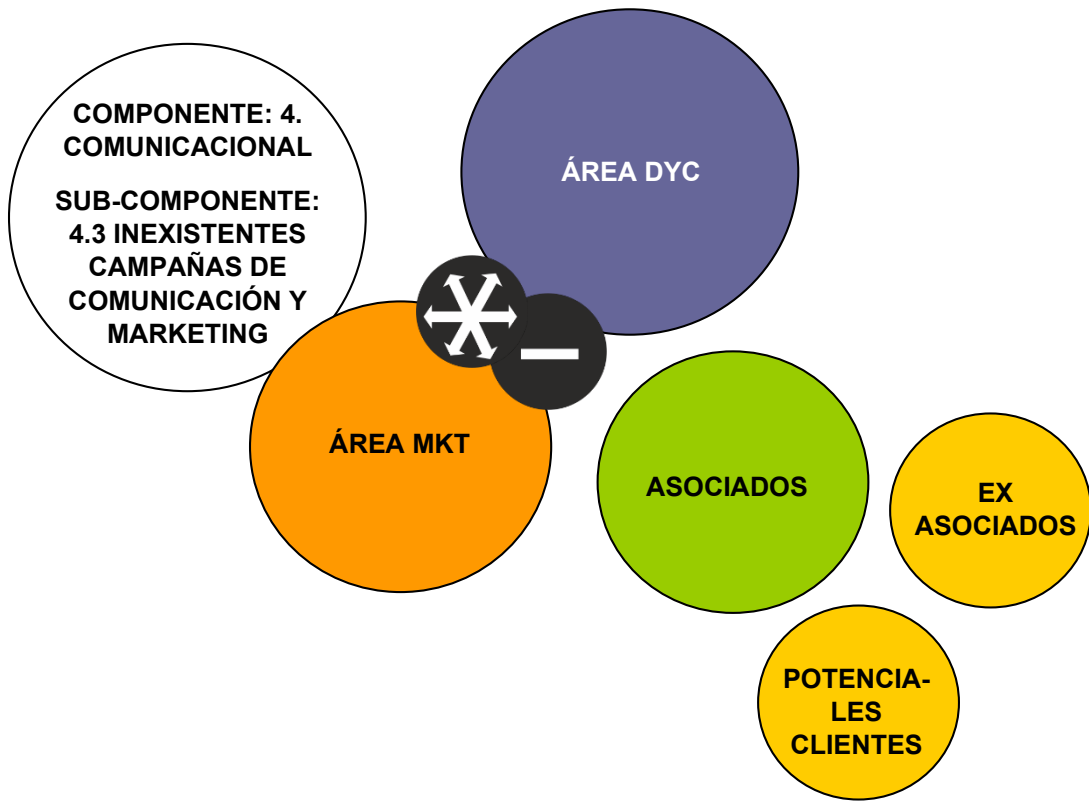 COMPONENTE: 4.
COMUNICACIONAL
SUB-COMPONENTE:
4.3 INEXISTENTES
CAMPAÑAS DE
COMUNICACIÓN Y
MARKETING
ÁREA DYC
ÁREA MKT
ASOCIADOS
EX
ASOCIADOS
POTENCIA-
LES
CLIENTES